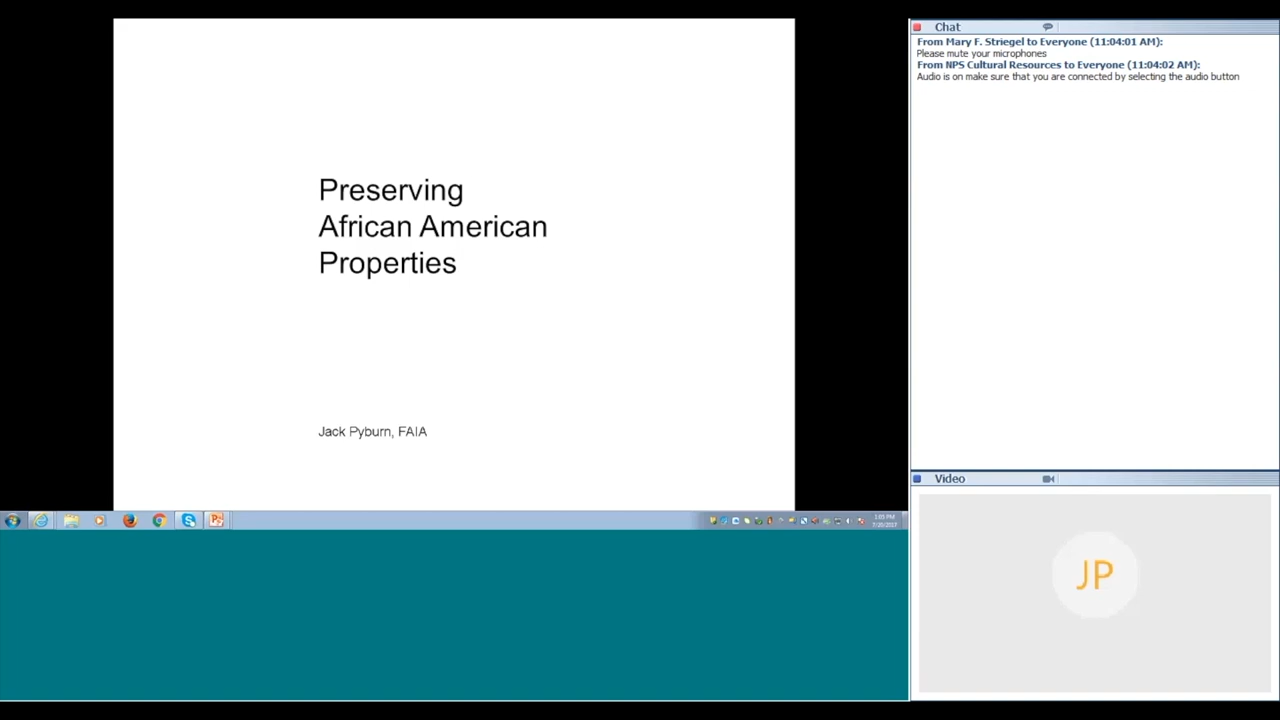 Preserving
African American
Properties
Jack Pyburn, FAIA
Chat
From Mary F. Striegel to Everyone (11:04:01 AM):
Please mute your microphones
From NPS Cultural Resources to Everyone (11:04:02 AM):
Audio is on make sure that you are connected by selecting the audio button
Video
JP